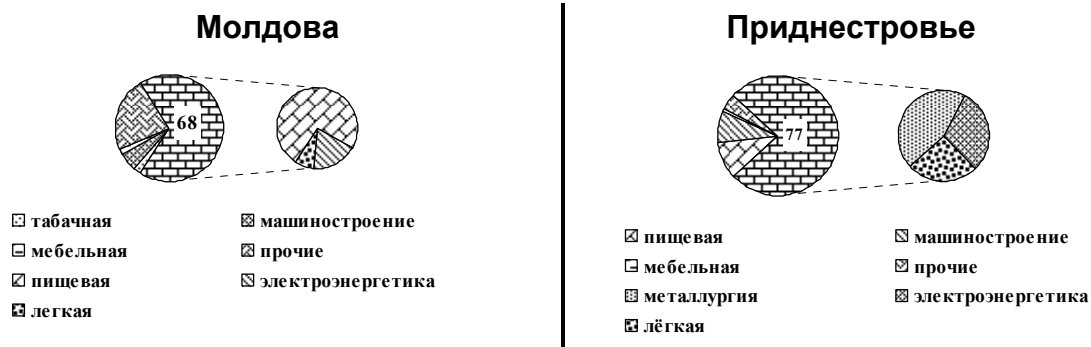 Молдова
68
табачная
машиностроение
мебельная
прочие
пищевая
электроэнергетика
легкая
Приднестровье
77
пищевая
машиностроение
мебельная
прочие
металлургия
электроэнергетика
лёгкая